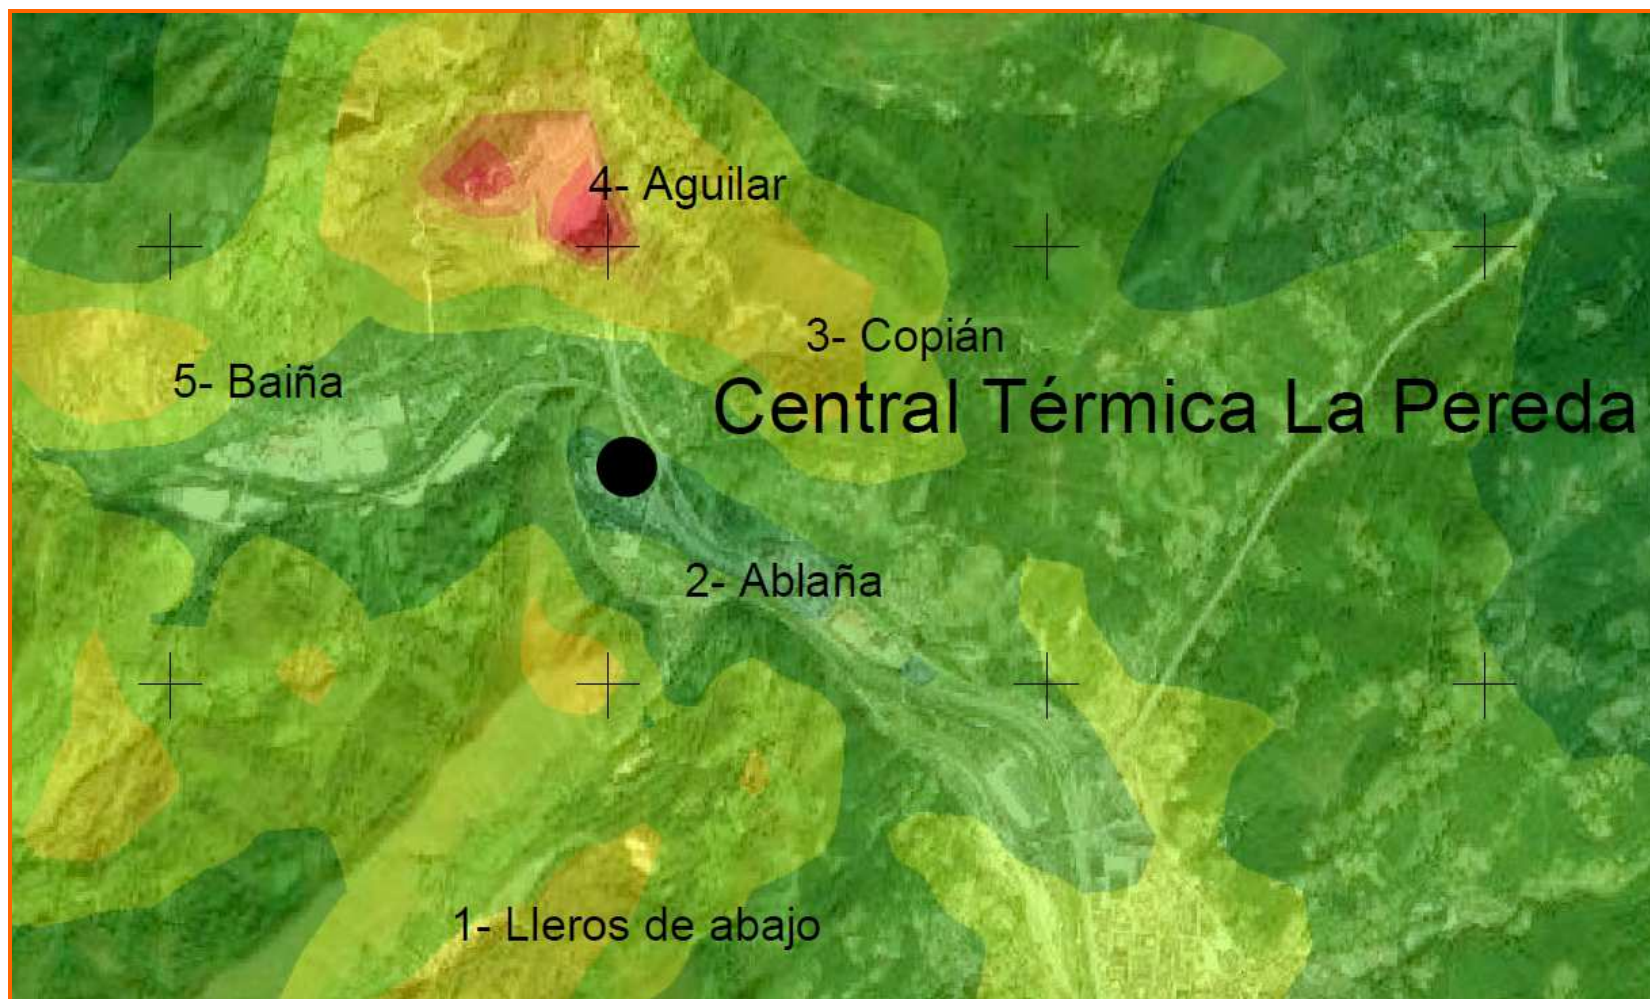 4- Aguilar
3- Copián
5- Baiña
Central Térmica La Pereda
2- Ablaña
1- Lleros de abajo